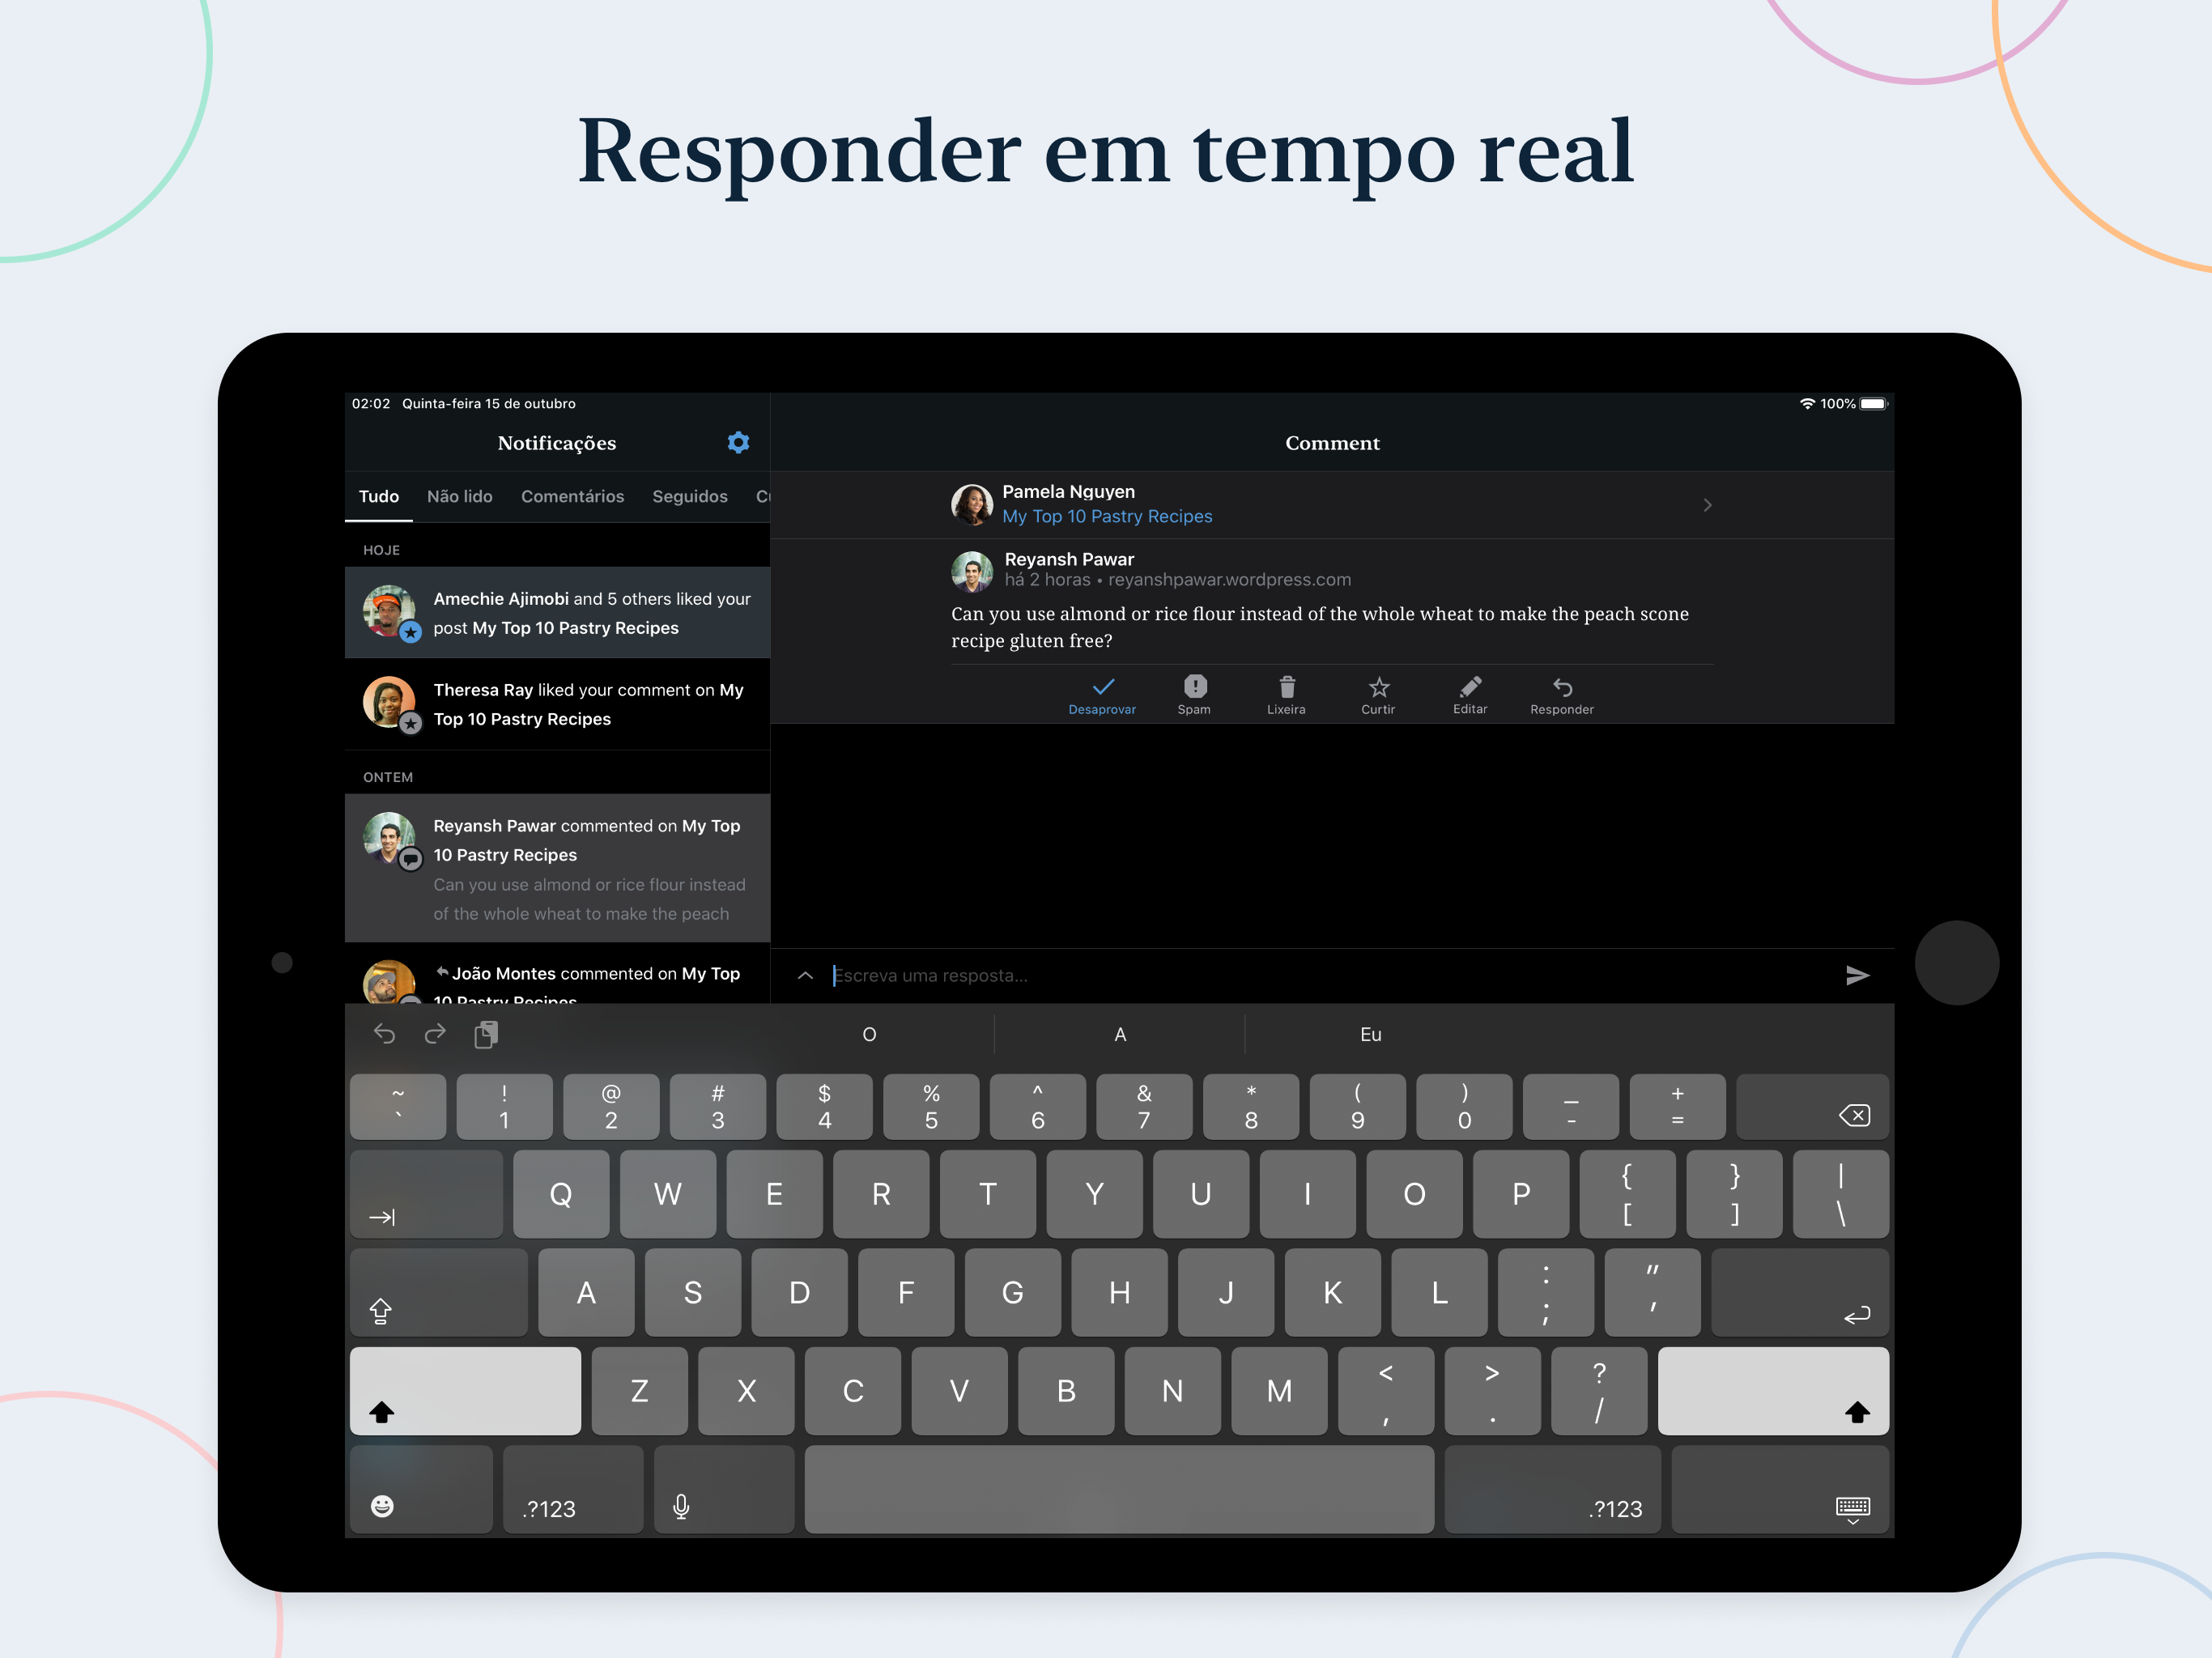 Responder em tempo real
02:02 Quinta-feira 15 de outubro
100%
Notificações
Comment
Tudo Não lido Comentários Seguidos
HOJE
Amechie Ajimobi and 5 others liked your
post My Top 10 Pastry Recipes
Theresa Ray liked your comment on My
Top 10 Pastry Recipes
ONTEM
Reyansh Pawar commented on My Top
10 Pastry Recipes
Can you use almond or rice flour instead
of the whole wheat to make the peach
João Montes commented on My Top
10 Pastry Recipes
Pamela Nguyen
My Top 10 Pastry Recipes
Reyansh Pawar
há 2 horas • reyanshpawar.wordpress.com
Can you use almond or rice flour instead of the whole wheat to make the peach scone
recipe gluten free?
Desaprovar Spam Lixeira Curtir Editar Responder
Escreva uma resposta...
O A Eu
~ ! @ # $ % ^ & * ( ) _ +
` 1 2 3 4 5 6 7 8 9 0 - =
Q W E R T Y U I O P { } |
[ ] \
A S D F G H J K L : "
; '
Z X C V B N M < > ?
, . /
.?123 .?123